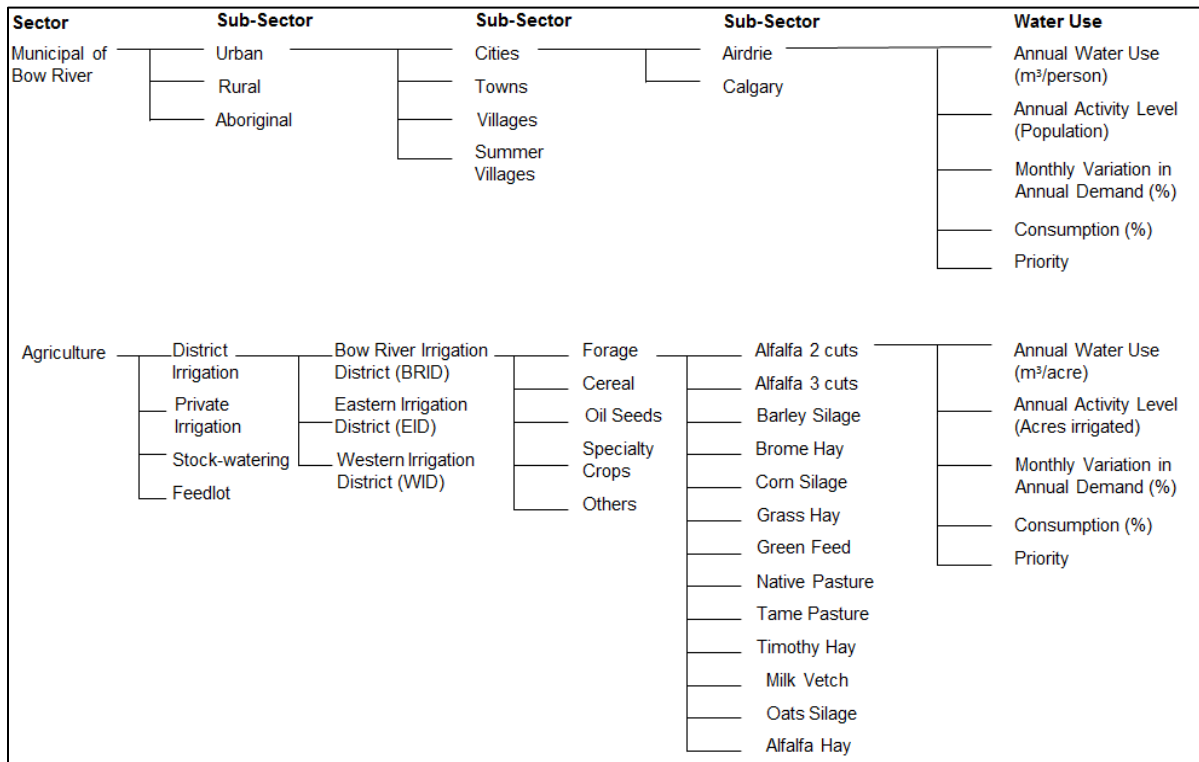 Sector Sub-Sector Sub-Sector Sub-Sector Water Use
Municipal of Urban Cities Airdrie Annual Water Use
Bow River (m³/person)
Rural Towns Calgary
Aboriginal Villages Annual Activity Level
(Population)
Summer
Villages
Monthly Variation in
Annual Demand (%)
Consumption (%)
Priority
Agriculture District Bow River Irrigation Forage Alfalfa 2 cuts Annual Water Use
Irrigation District (BRID) (m³/acre)
Cereal Alfalfa 3 cuts
Private Eastern Irrigation Oil Seeds Barley Silage Annual Activity Level
Irrigation District (EID) (Acres irrigated)
Stock-watering Western Irrigation Specialty Brome Hay Monthly Variation in
District (WID) Crops Annual Demand (%)
Feedlot Others Corn Silage
Grass Hay Consumption (%)
Green Feed Priority
Native Pasture
Tame Pasture
Timothy Hay
Milk Vetch
Oats Silage
Alfalfa Hay